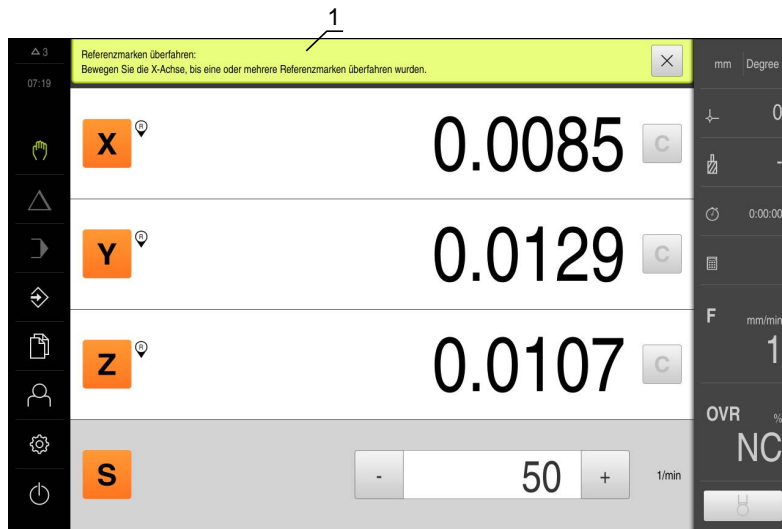 1
3
07:19
Referenzmarken überfahren:
Bewegen Sie die X-Achse, bis eine oder mehrere Referenzmarken überfahren wurden.
mm Degree
X R 0.0085 C
0
-
Y R 0.0129 C
0:00:00
Z R 0.0107 C
F mm/min
1
OVR %
NC
S - 50 + 1/min